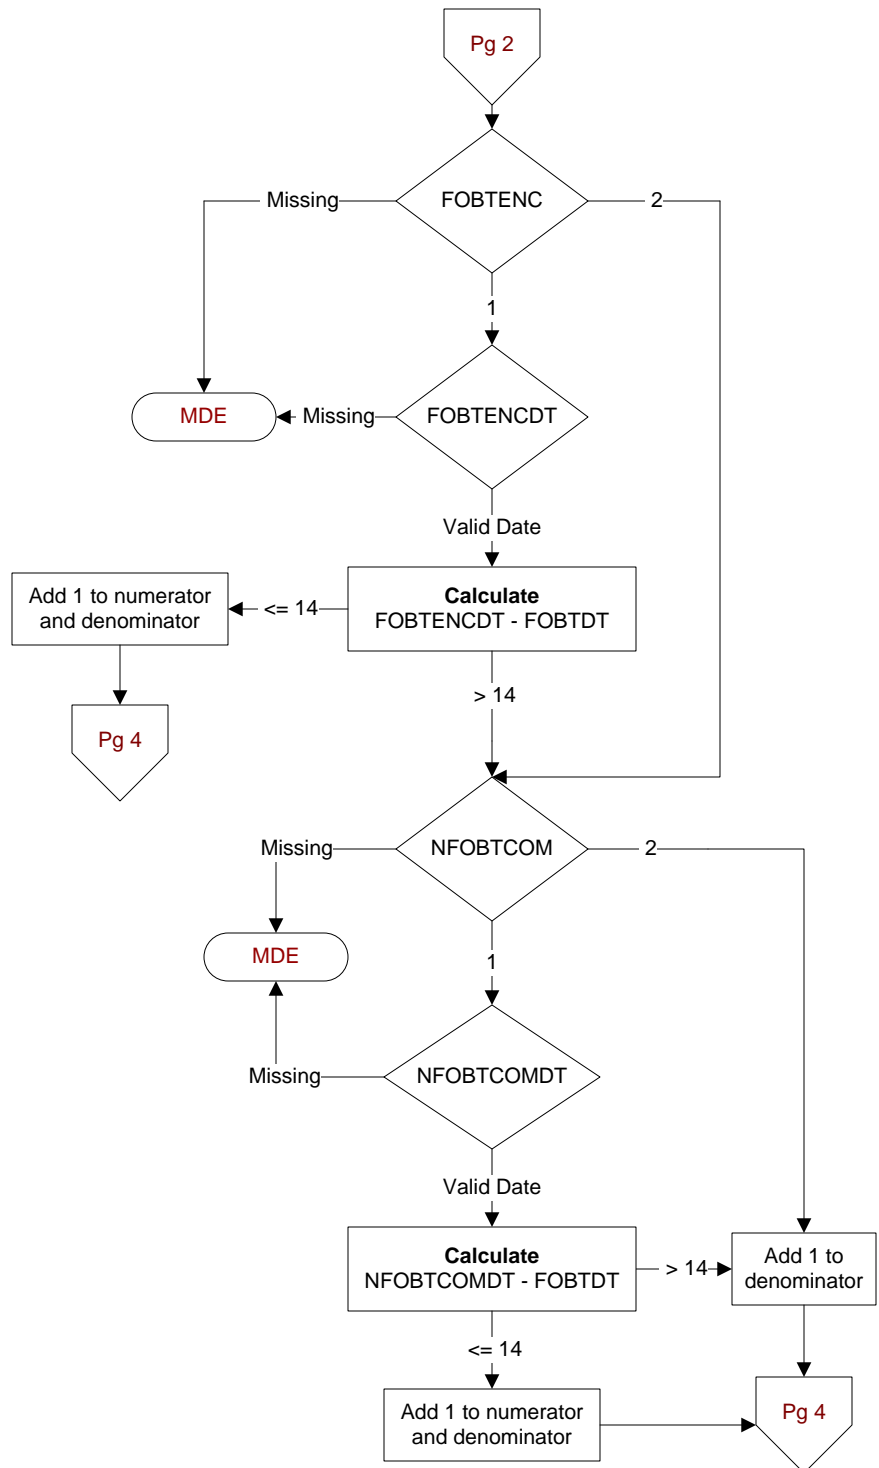 Pg 2
FOBTENC
Missing
2
1
FOBTENCDT
MDE
Missing
Valid Date
Calculate
FOBTENCDT - FOBTDT
<= 14
Add 1 to numerator
and denominator
> 14
Pg 4
NFOBTCOM
Missing
2
MDE
1
NFOBTCOMDT
Missing
Valid Date
Calculate
NFOBTCOMDT - FOBTDT
> 14
Add 1 to
denominator
<= 14
Add 1 to numerator
and denominator
Pg 4